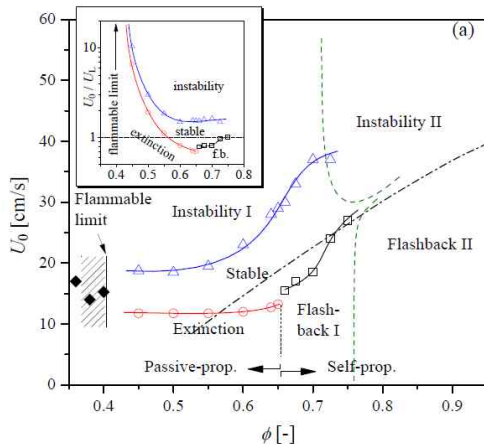 (a)
60
50
40
30
20
10
0
U₀ [cm/s]
0.4
0.5
0.6
0.7
0.8
0.9
ϕ [-]
10
1
U₀ / U_L
flammable limit
instability
stable
extinction
f.b.
0.4 0.5 0.6 0.7 0.8
ϕ [-]
Instability II
Flammable
limit
Instability I
Flashback II
Stable
Extinction
Flash-
back I
Passive-prop.
Self-prop.